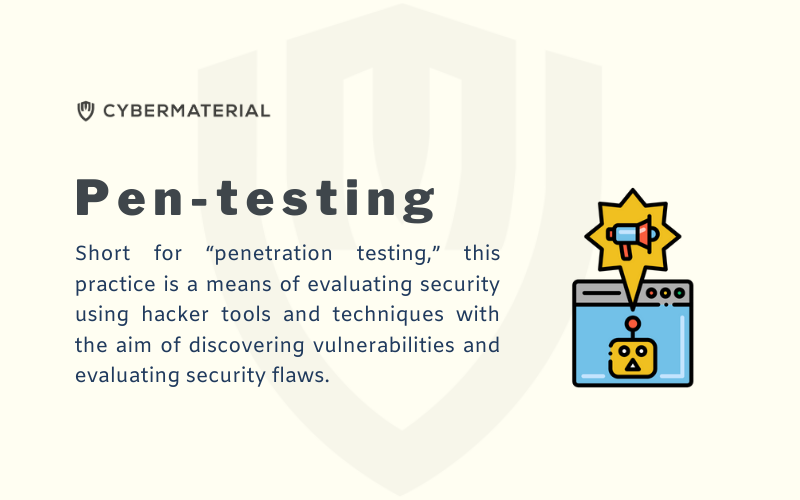 CYBERMATERIAL
Pen-testing
Short for “penetration testing,” this
practice is a means of evaluating security
using hacker tools and techniques with
the aim of discovering vulnerabilities and
evaluating security flaws.